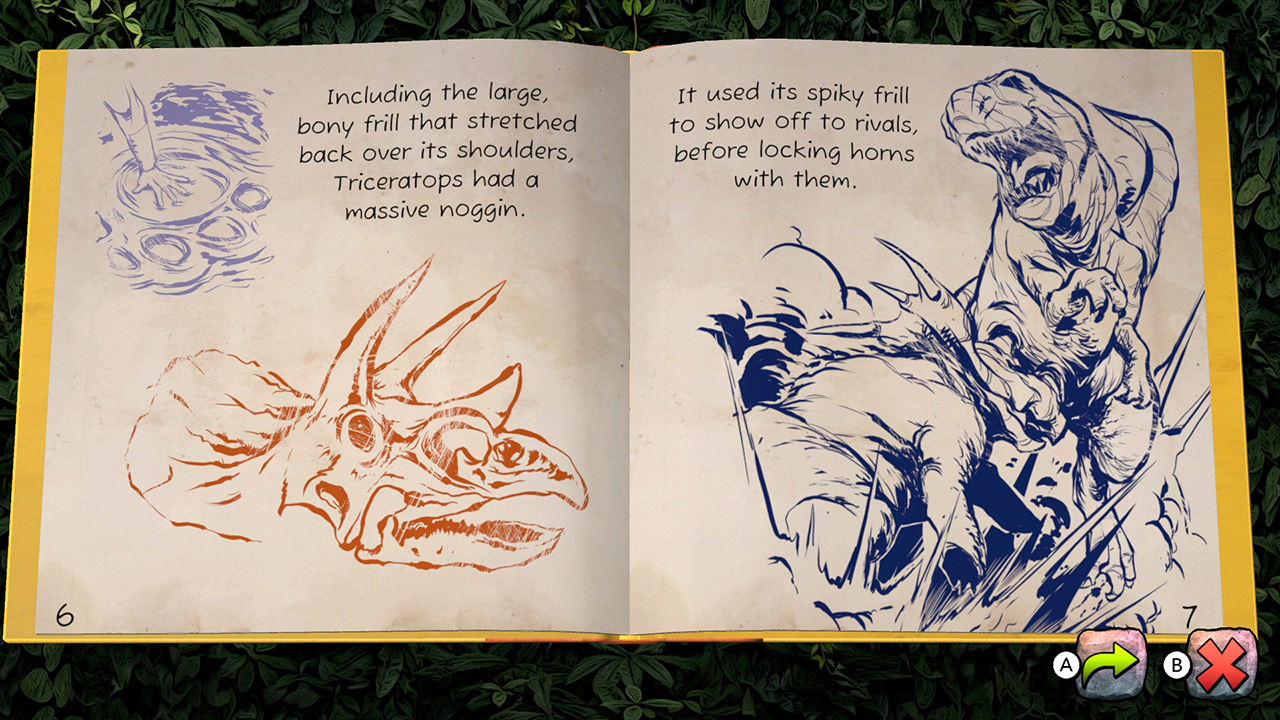 Including the large,
bony frill that stretched
back over its shoulders,
Triceratops had a
massive noggin.
6
It used its spiky frill
to show off to rivals,
before locking horns
with them.
7
A
B